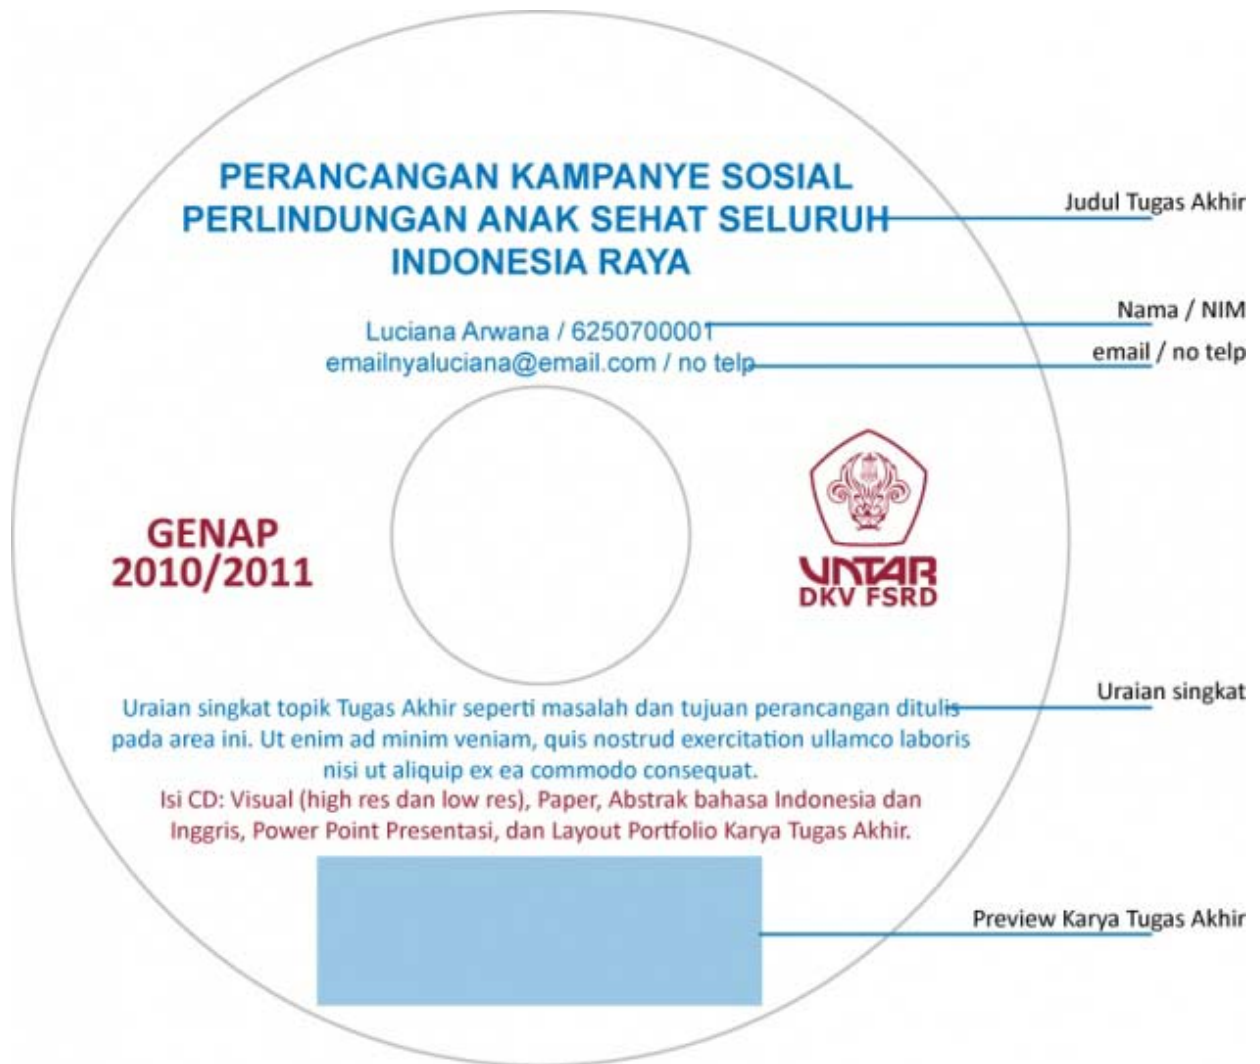 PERANCANGAN KAMPANYE SOSIAL
PERLINDUNGAN ANAK SEHAT SELURUH
INDONESIA RAYA
Judul Tugas Akhir
Luciana Arwana / 6250700001
Nama / NIM
emailnyaluciana@email.com / no telp
email / no telp
GENAP
2010/2011
UNTAR
DKV FSRD
Uraian singkat topik Tugas Akhir seperti masalah dan tujuan perancangan ditulis
pada area ini. Ut enim ad minim veniam, quis nostrud exercitation ullamco laboris
nisi ut aliquip ex ea commodo consequat.
Uraian singkat
Isi CD: Visual (high res dan low res), Paper, Abstrak bahasa Indonesia dan
Inggris, Power Point Presentasi, dan Layout Portfolio Karya Tugas Akhir.
Preview Karya Tugas Akhir